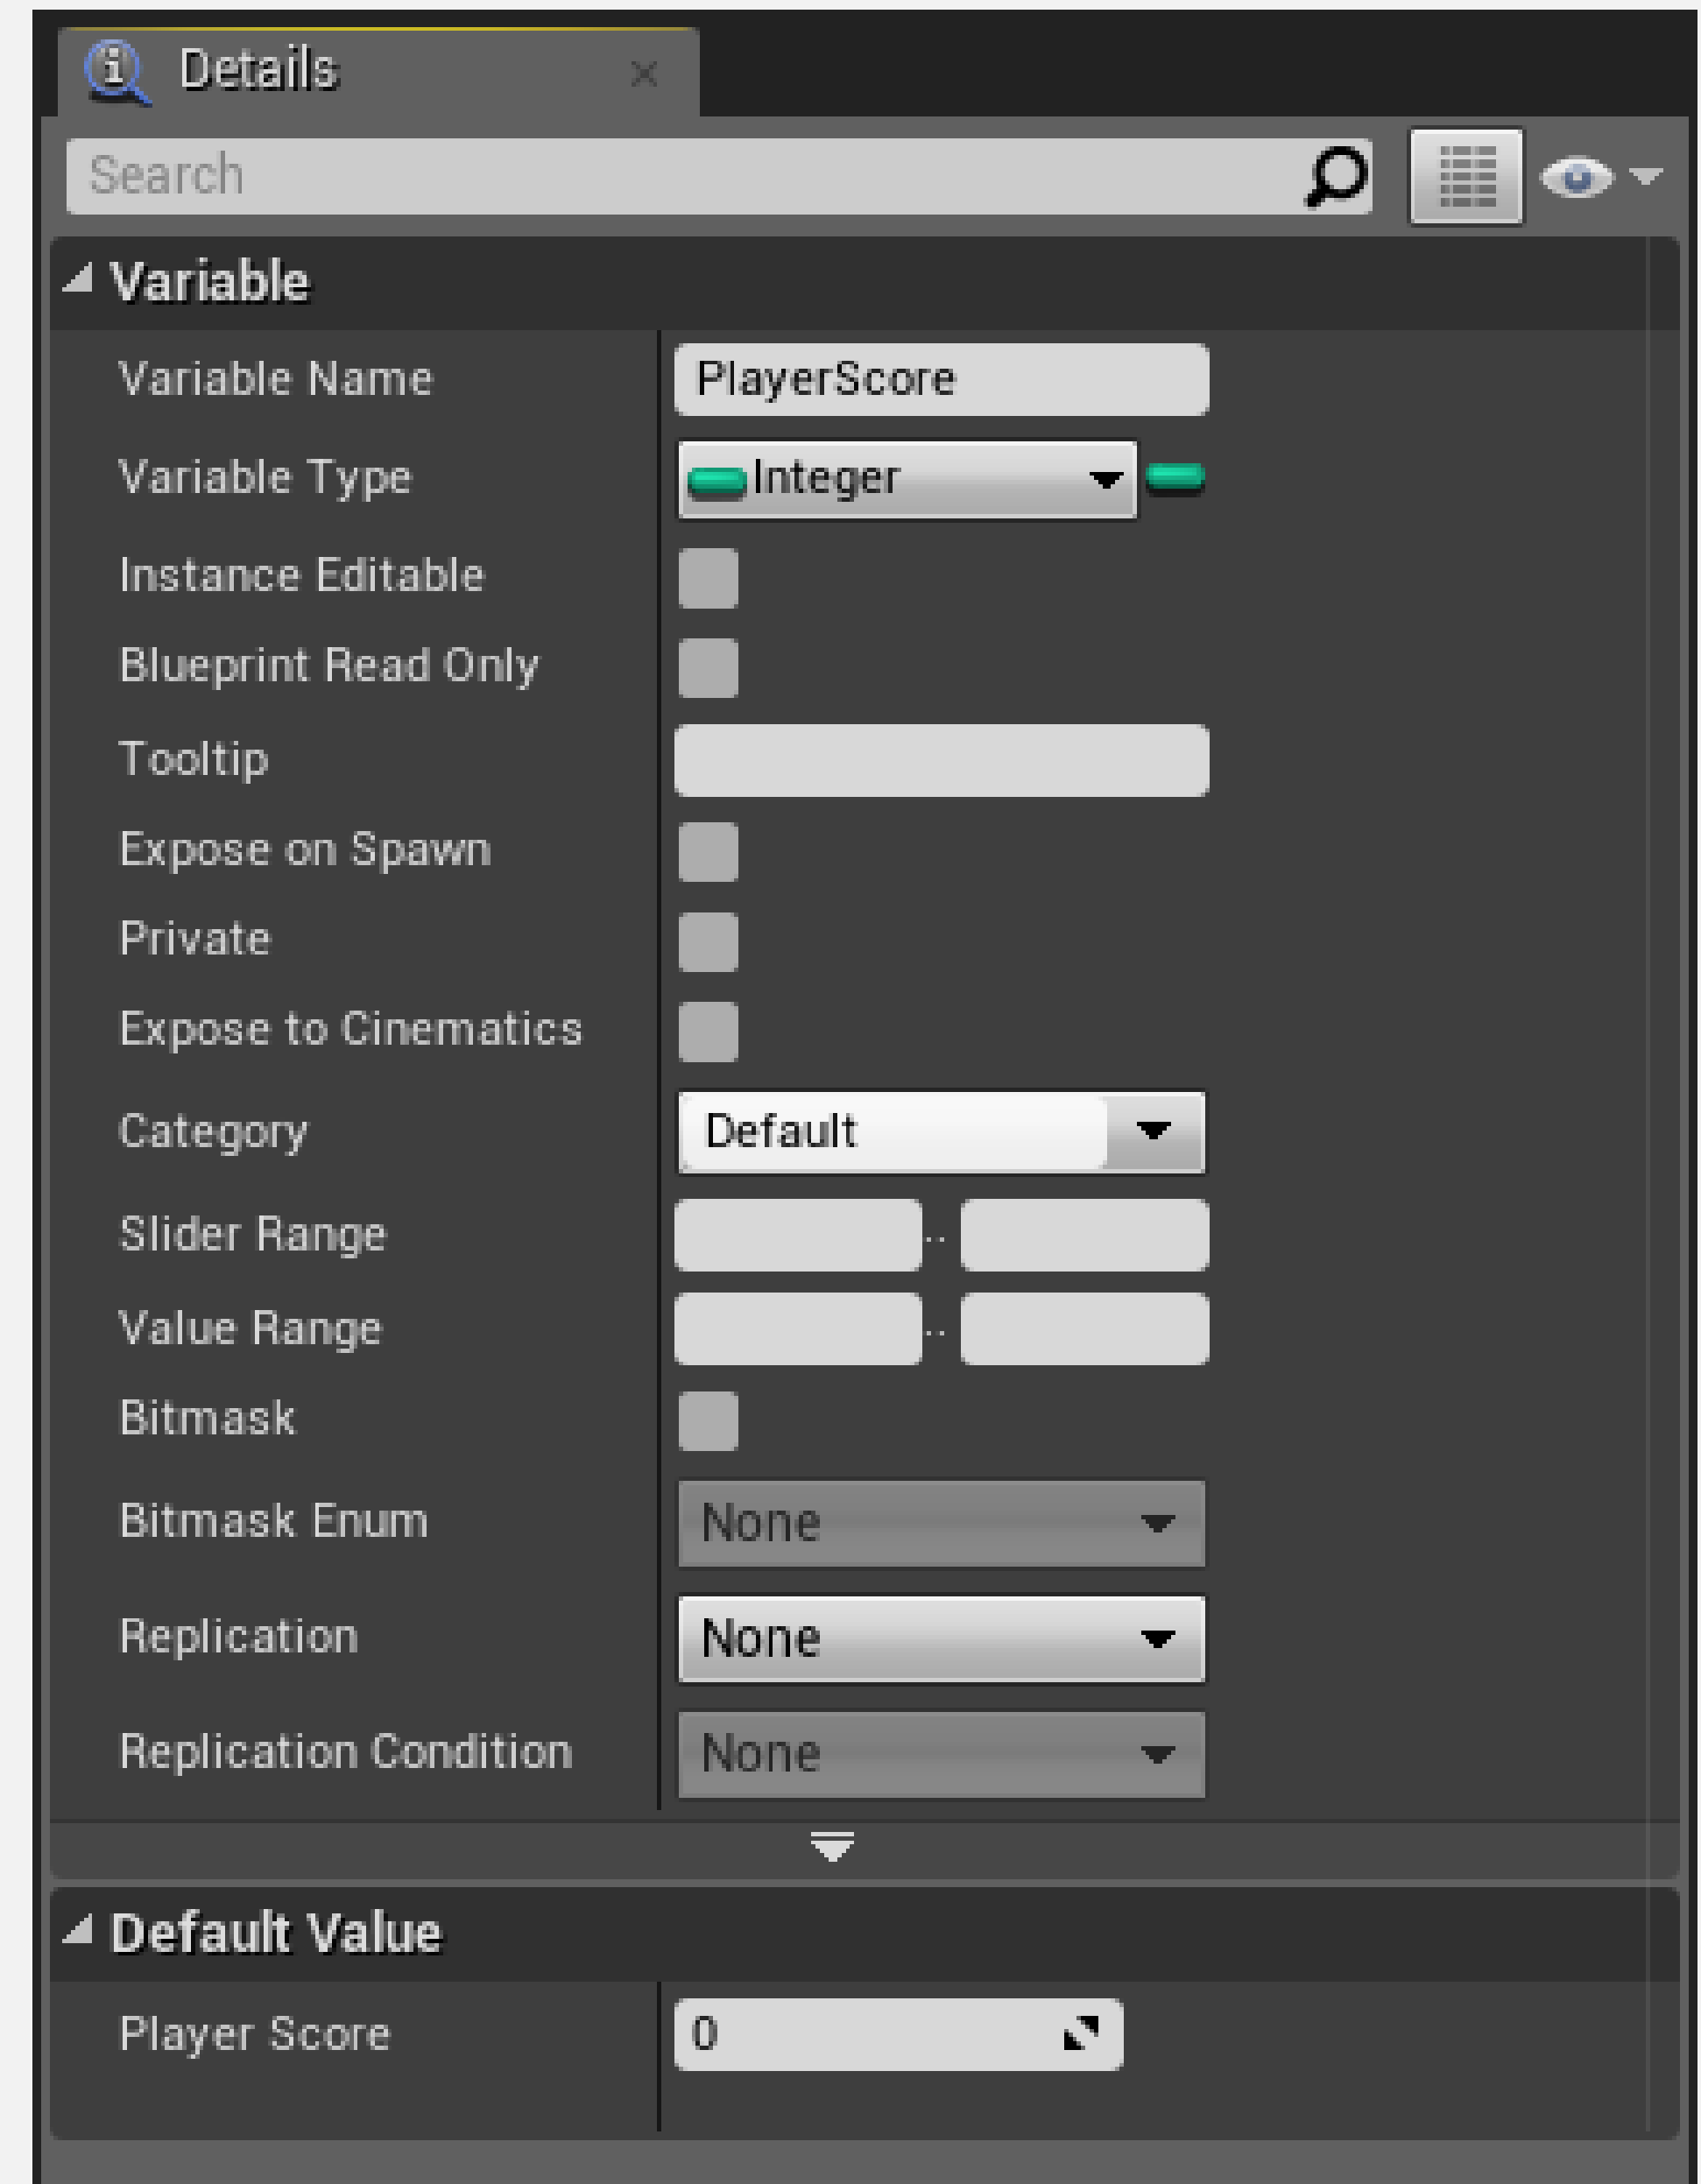 Details
Search
Variable
Variable Name PlayerScore
Variable Type Integer
Instance Editable
Blueprint Read Only
Tooltip
Expose on Spawn
Private
Expose to Cinematics
Category Default
Slider Range ..
Value Range ..
Bitmask
Bitmask Enum None
Replication None
Replication Condition None
Default Value
Player Score 0